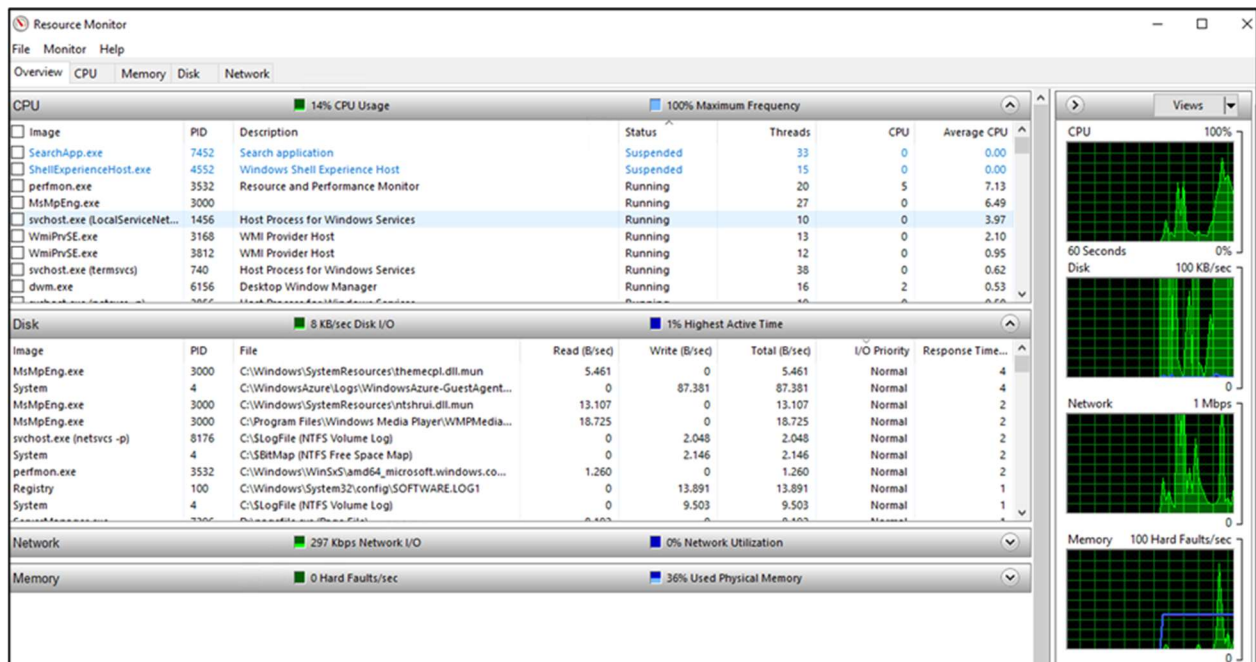 Resource Monitor
File Monitor Help
Overview CPU Memory Disk Network
CPU 14% CPU Usage 100% Maximum Frequency
Image PID Description Status Threads CPU Average CPU
SearchApp.exe 7452 Search application Suspended 33 0 0.00
ShellExperienceHost.exe 4552 Windows Shell Experience Host Suspended 15 0 0.00
perfmon.exe 3532 Resource and Performance Monitor Running 20 5 7.13
MsMpEng.exe 3000 Running 27 0 6.49
svchost.exe (LocalServiceNet... 1456 Host Process for Windows Services Running 10 0 3.97
WmiPrvSE.exe 3168 WMI Provider Host Running 13 0 2.10
WmiPrvSE.exe 3812 WMI Provider Host Running 12 0 0.95
svchost.exe (termsvcs) 740 Host Process for Windows Services Running 38 0 0.62
dwm.exe 6156 Desktop Window Manager Running 16 2 0.53
Disk 8 KB/sec Disk I/O 1% Highest Active Time
Image PID File Read (B/sec) Write (B/sec) Total (B/sec) I/O Priority Response Time...
MsMpEng.exe 3000 C:\Windows\SystemResources\themecpl.dll.mun 5.461 0 5.461 Normal 4
System 4 C:\WindowsAzure\Logs\WindowsAzure-GuestAgent... 0 87.381 87.381 Normal 4
MsMpEng.exe 3000 C:\Windows\SystemResources\ntshrui.dll.mun 13.107 0 13.107 Normal 2
MsMpEng.exe 3000 C:\Program Files\Windows Media Player\WMPMedia... 18.725 0 18.725 Normal 2
svchost.exe (netsvcs -p) 8176 C:\$LogFile (NTFS Volume Log) 0 2.048 2.048 Normal 2
System 4 C:\$BitMap (NTFS Free Space Map) 0 2.146 2.146 Normal 2
perfmon.exe 3532 C:\Windows\WinSxS\amd64_microsoft.windows.co... 1.260 0 1.260 Normal 2
Registry 100 C:\Windows\System32\config\SOFTWARE.LOG1 0 13.891 13.891 Normal 1
System 4 C:\$LogFile (NTFS Volume Log) 0 9.503 9.503 Normal 1
Network 297 Kbps Network I/O 0% Network Utilization
Memory 0 Hard Faults/sec 36% Used Physical Memory
Views
CPU 100%
60 Seconds 0%
Disk 100 KB/sec
0
Network 1 Mbps
0
Memory 100 Hard Faults/sec
0